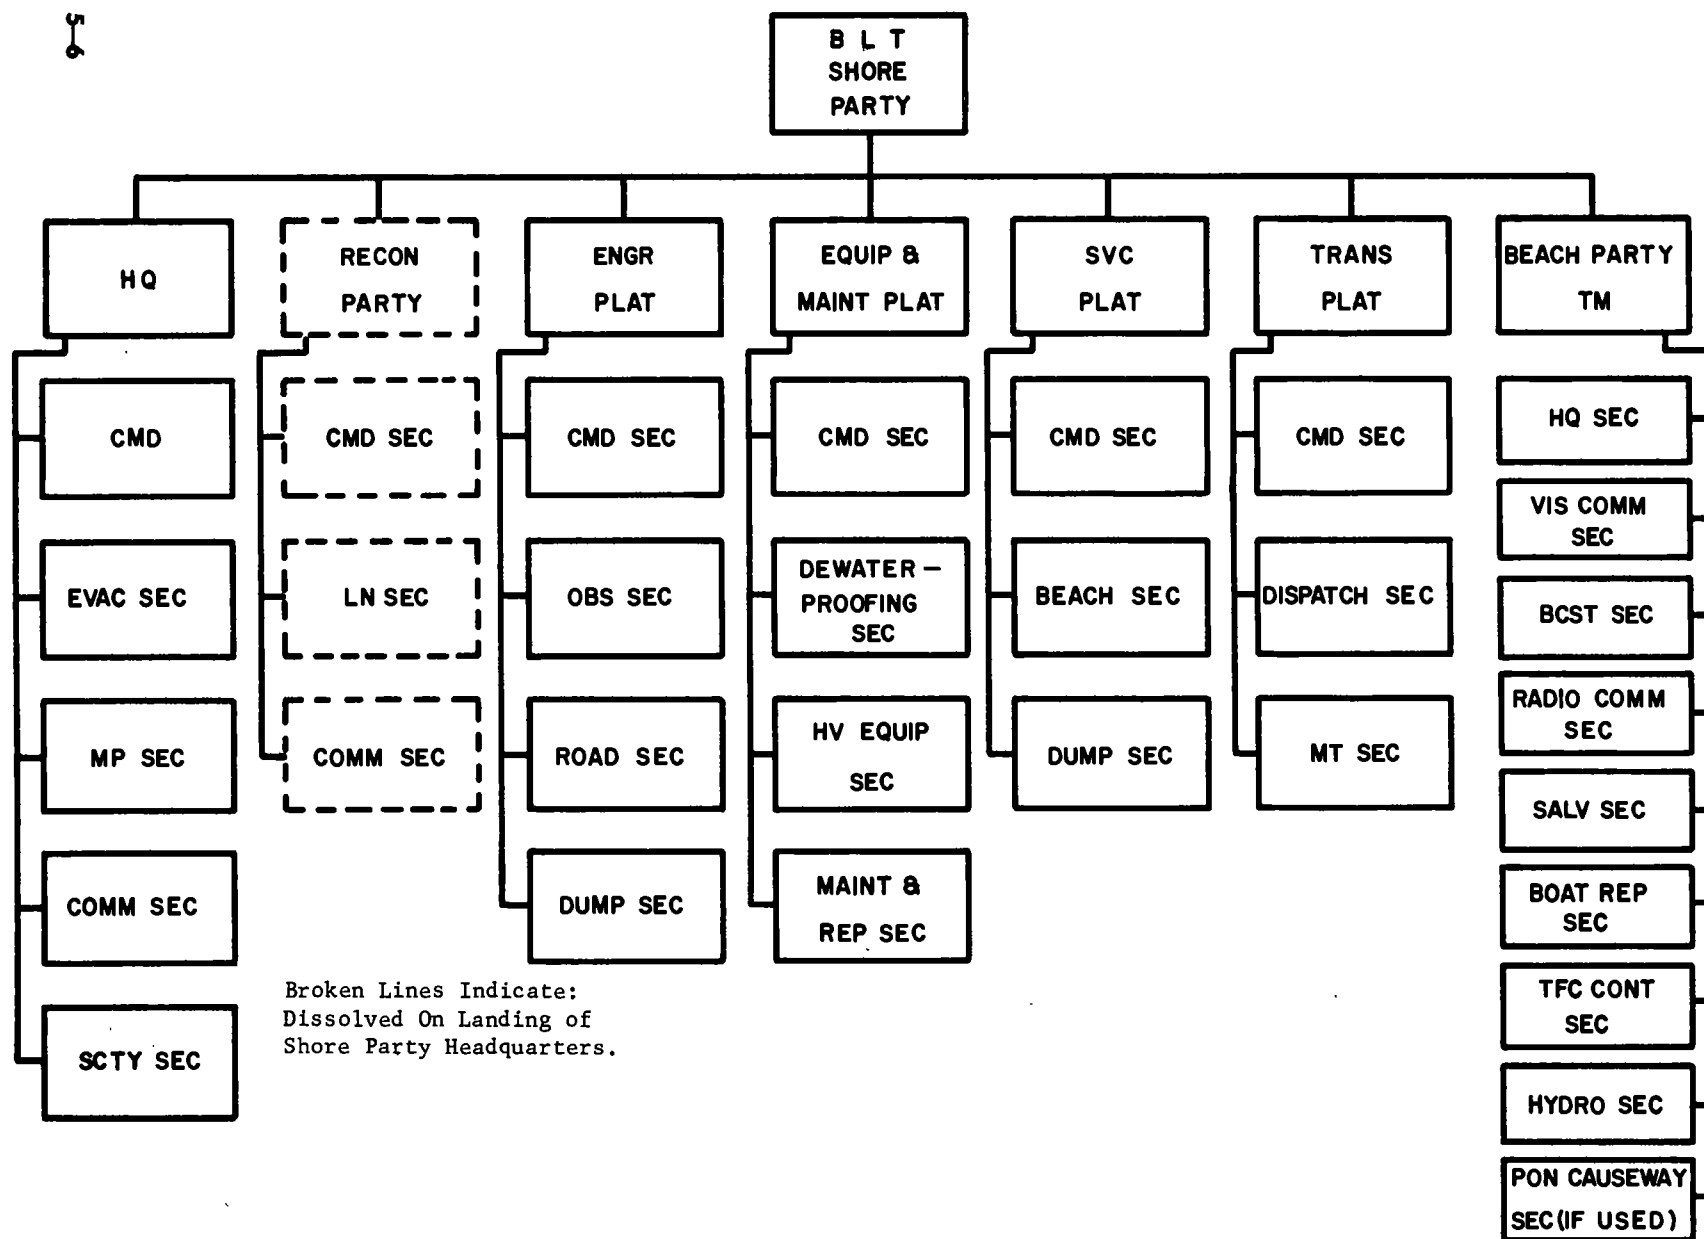 5-6
B L T
SHORE
PARTY
HQ
RECON
PARTY
ENGR
PLAT
EQUIP &
MAINT PLAT
SVC
PLAT
TRANS
PLAT
BEACH PARTY
TM
CMD
EVAC SEC
MP SEC
COMM SEC
SCTY SEC
CMD SEC
LN SEC
COMM SEC
CMD SEC
OBS SEC
ROAD SEC
DUMP SEC
CMD SEC
DEWATER-
PROOFING
SEC
HV EQUIP
SEC
MAINT &
REP SEC
CMD SEC
BEACH SEC
DUMP SEC
CMD SEC
DISPATCH SEC
MT SEC
HQ SEC
VIS COMM
SEC
BCST SEC
RADIO COMM
SEC
SALV SEC
BOAT REP
SEC
TFC CONT
SEC
HYDRO SEC
PON CAUSEWAY
SEC (IF USED)
Broken Lines Indicate:
Dissolved On Landing of
Shore Party Headquarters.